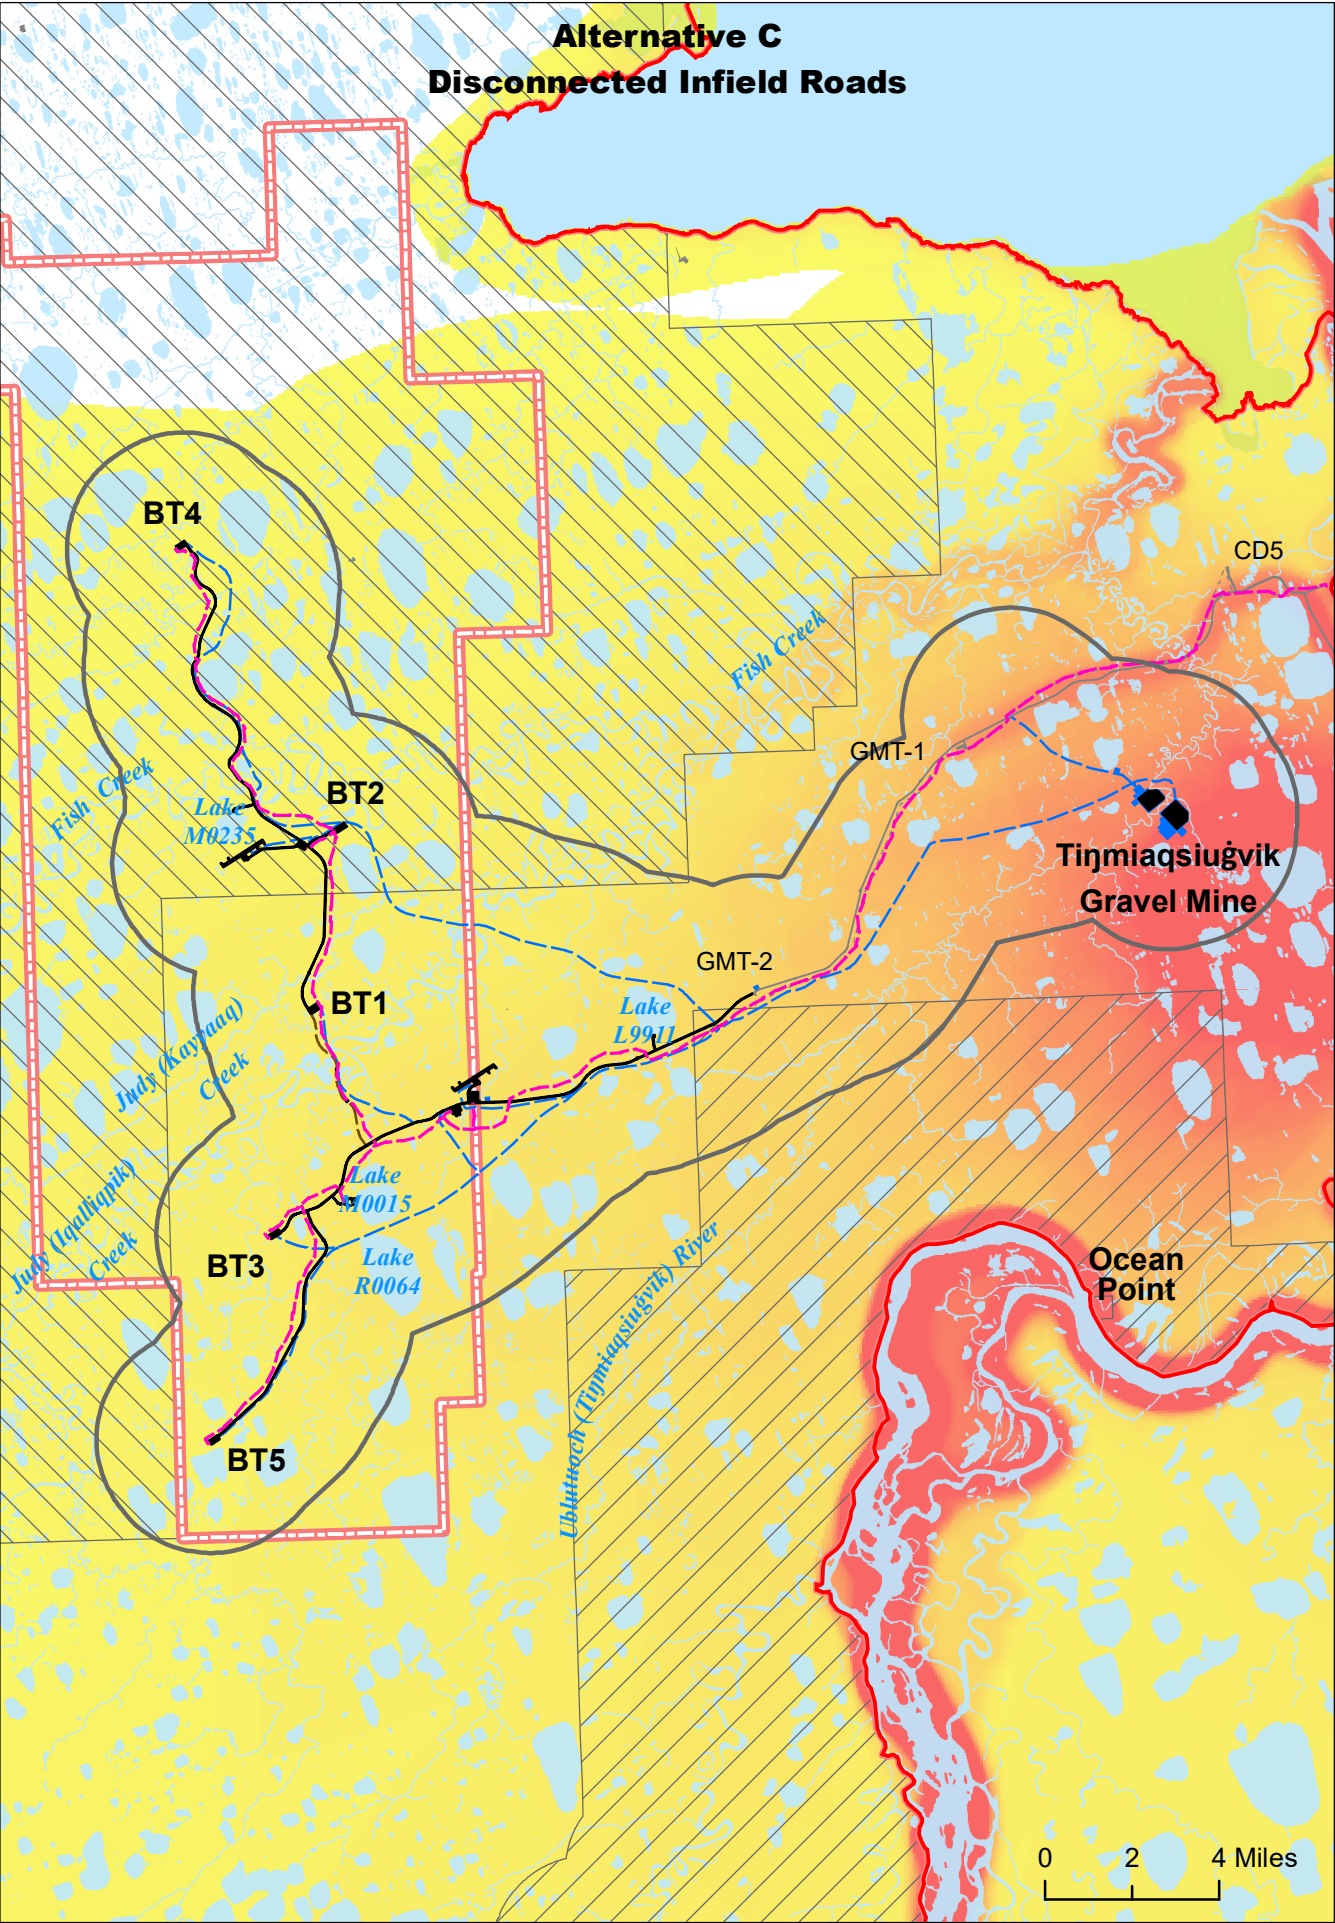 Alternative C
Disconnected Infield Roads
BT4
CD5
Fish Creek
GMT-1
Fish Creek
BT2
Lake
M0235
Tiŋmiaqsiuġvik
Gravel Mine
GMT-2
BT1
Lake
L9911
Judy (Kayyaaq)
Creek
Judy (Iqalliqpik)
Creek
Lake
M0015
BT3
Lake
R0064
Ublutuoch (Tiŋmiaqsiuġvik) River
Ocean
Point
BT5
0 2 4 Miles